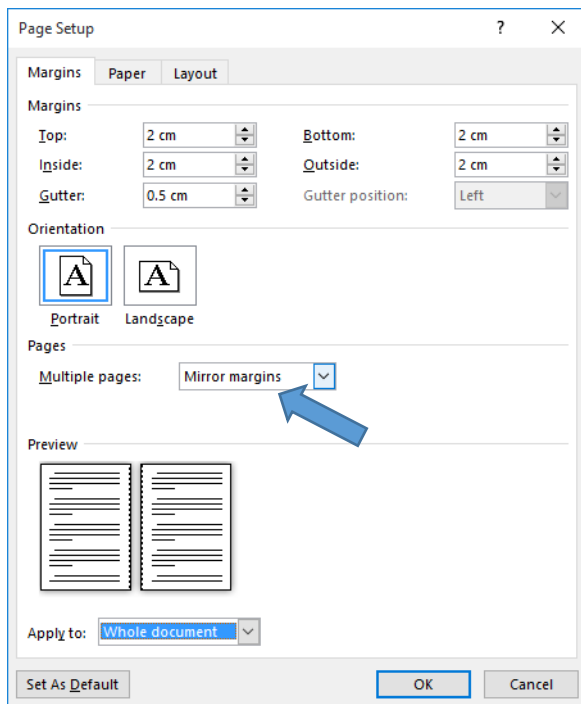 Page Setup ?
Margins Paper Layout
Margins
Top: 2 cm Bottom: 2 cm
Inside: 2 cm Outside: 2 cm
Gutter: 0.5 cm Gutter position: Left
Orientation
A A
Portrait Landscape
Pages
Multiple pages: Mirror margins
Preview
Apply to: Whole document
Set As Default OK Cancel